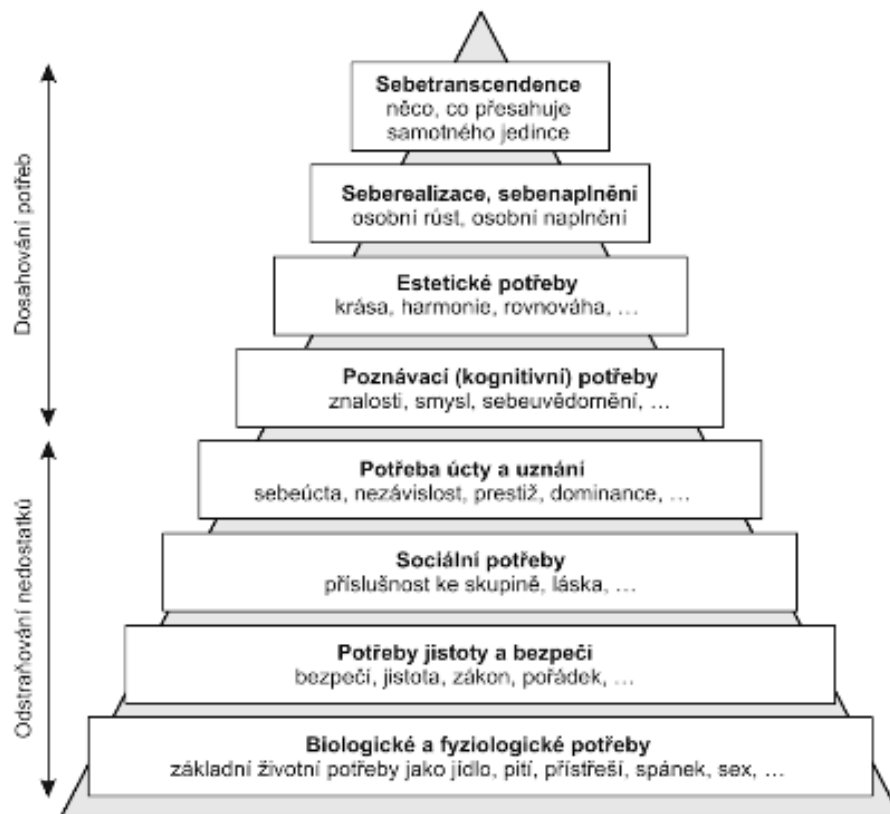 Sebetranscendence
něco, co přesahuje
samotného jedince
Seberealizace, sebenaplnění
osobní růst, osobní naplnění
Estetické potřeby
krása, harmonie, rovnováha, …
Poznávací (kognitivní) potřeby
znalosti, smysl, sebeuvědomění, …
Dosahování potřeb
Potřeba úcty a uznání
sebeúcta, nezávislost, prestiž, dominance, …
Sociální potřeby
příslušnost ke skupině, láska, …
Potřeby jistoty a bezpečí
bezpečí, jistota, zákon, pořádek, …
Biologické a fyziologické potřeby
základní životní potřeby jako jídlo, pití, přístřeší, spánek, sex, …
Odstraňování nedostatků